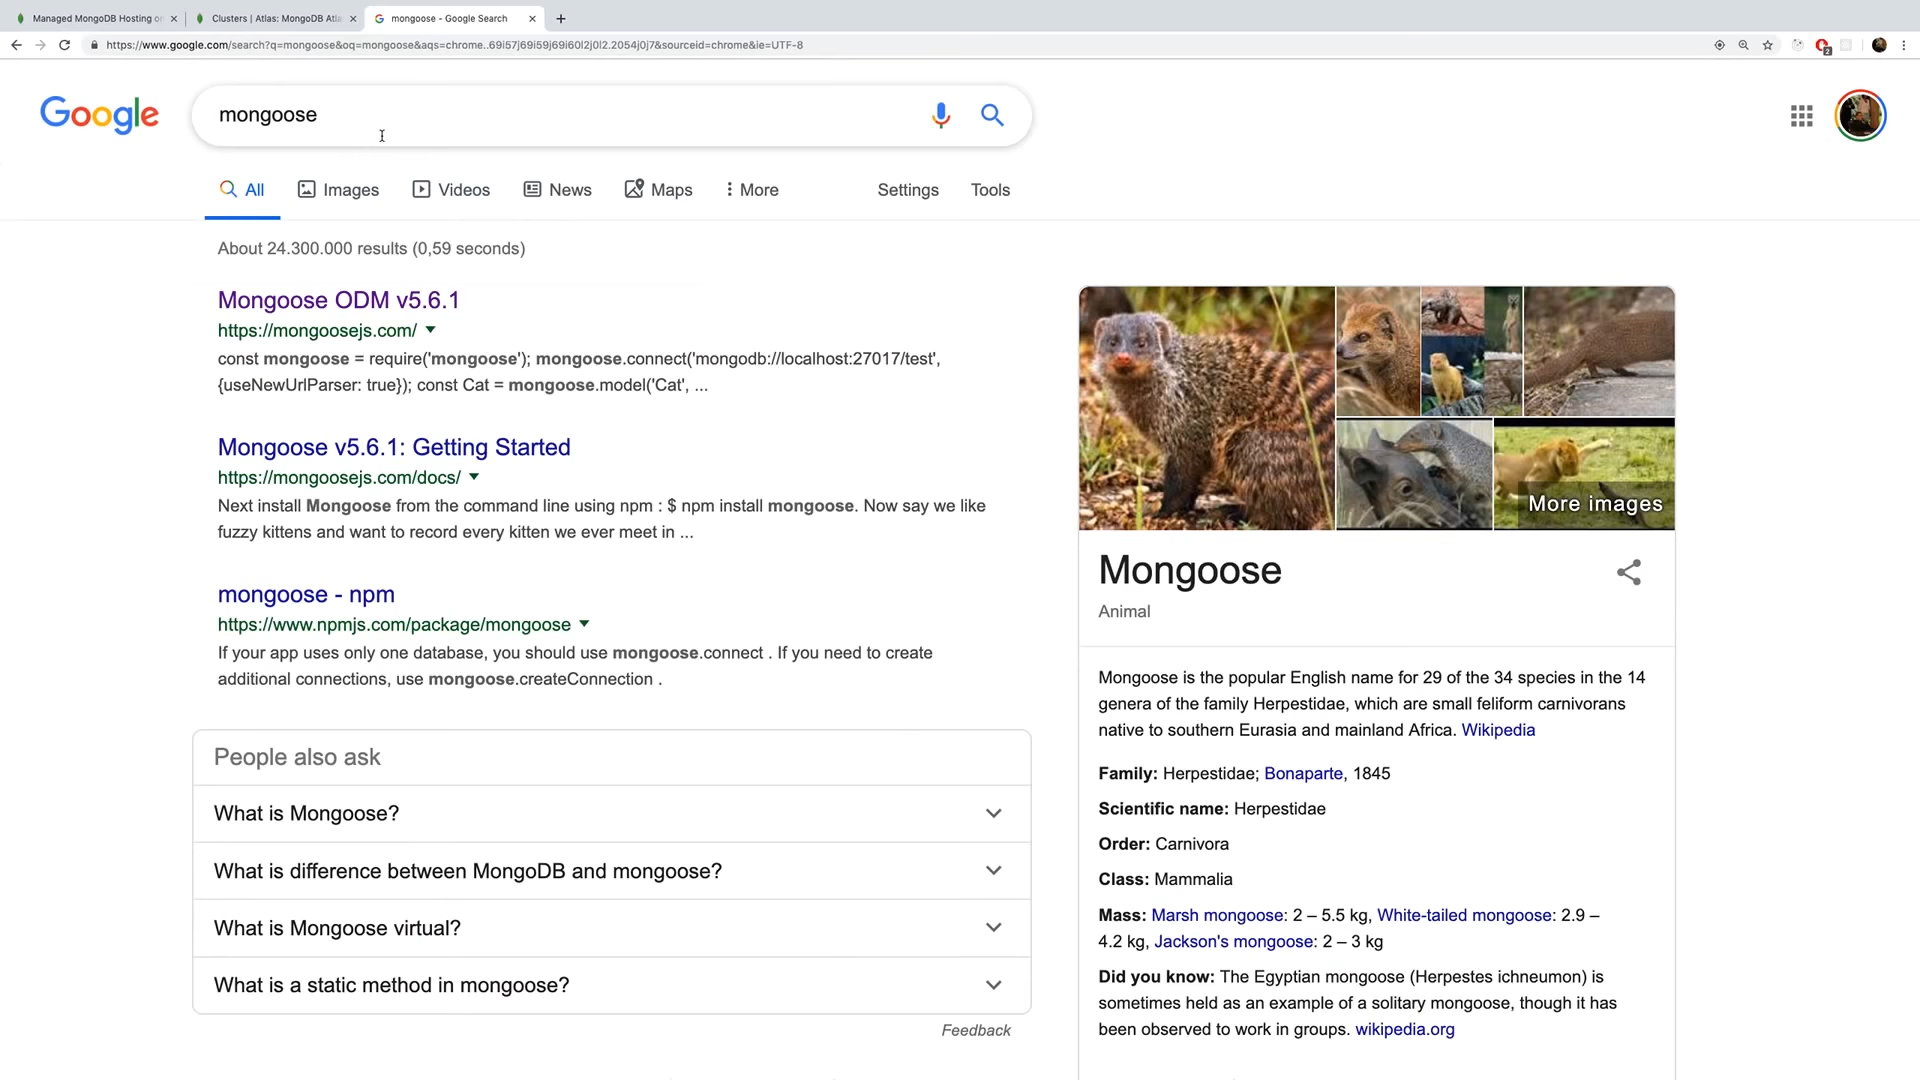 Managed MongoDB Hosting on
Clusters | Atlas: MongoDB Atla
mongoose - Google Search
https://www.google.com/search?q=mongoose&oq=mongoose&aqs=chrome..69i57j69i59j69i60l2j0l2.2054j0j7&sourceid=chrome&ie=UTF-8
2
Google
mongoose
All
Images
Videos
News
Maps
More
Settings
Tools
About 24.300.000 results (0,59 seconds)
Mongoose ODM v5.6.1
https://mongoosejs.com/
const mongoose = require('mongoose'); mongoose.connect('mongodb://localhost:27017/test',
{useNewUrlParser: true}); const Cat = mongoose.model('Cat', ...
Mongoose v5.6.1: Getting Started
https://mongoosejs.com/docs/
Next install Mongoose from the command line using npm : $ npm install mongoose. Now say we like
fuzzy kittens and want to record every kitten we ever meet in ...
mongoose - npm
https://www.npmjs.com/package/mongoose
If your app uses only one database, you should use mongoose.connect . If you need to create
additional connections, use mongoose.createConnection .
People also ask
What is Mongoose?
What is difference between MongoDB and mongoose?
What is Mongoose virtual?
What is a static method in mongoose?
Feedback
More images
Mongoose
Animal
Mongoose is the popular English name for 29 of the 34 species in the 14
genera of the family Herpestidae, which are small feliform carnivorans
native to southern Eurasia and mainland Africa. Wikipedia
Family: Herpestidae; Bonaparte, 1845
Scientific name: Herpestidae
Order: Carnivora
Class: Mammalia
Mass: Marsh mongoose: 2 – 5.5 kg, White-tailed mongoose: 2.9 –
4.2 kg, Jackson's mongoose: 2 – 3 kg
Did you know: The Egyptian mongoose (Herpestes ichneumon) is
sometimes held as an example of a solitary mongoose, though it has
been observed to work in groups. wikipedia.org